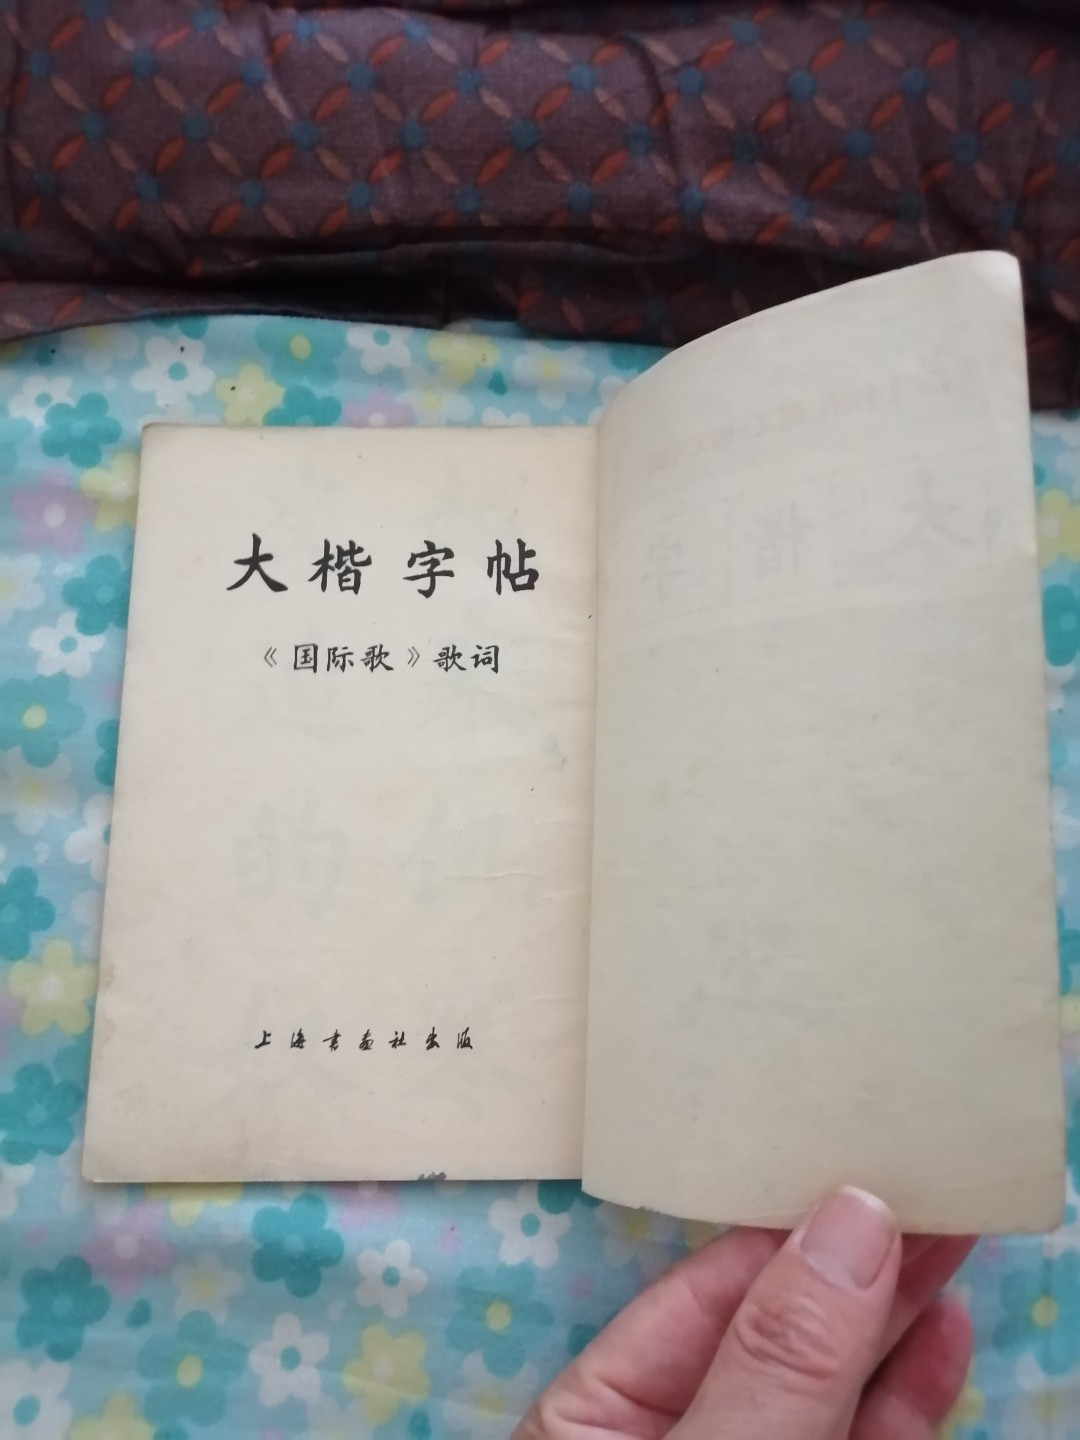 大楷字帖
《国际歌》歌词
上海书画社出版